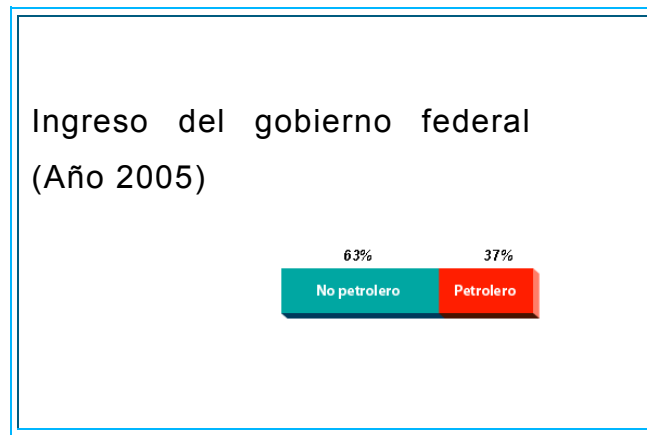 Ingreso del gobierno federal
(Año 2005)
63% 37%
No petrolero Petrolero